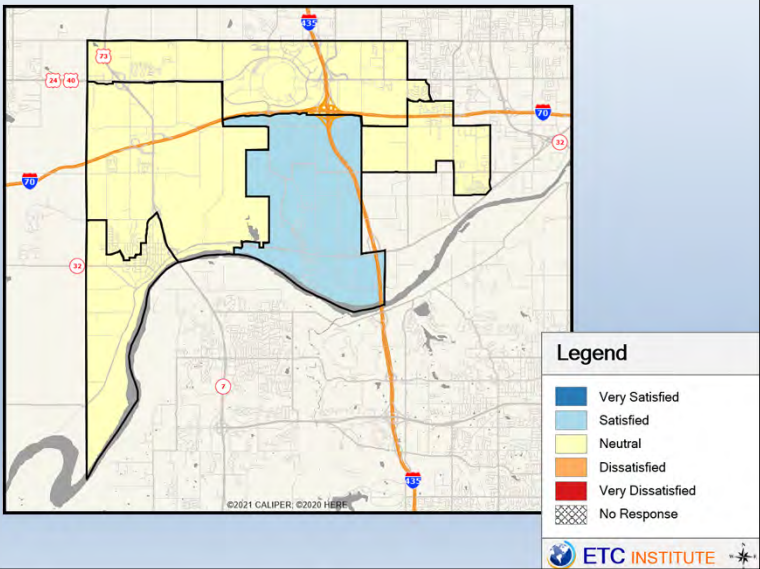 435
73
24 40
70
32
70
32
7
435
©2021 CALIPER; ©2020 HERE
Legend
Very Satisfied
Satisfied
Neutral
Dissatisfied
Very Dissatisfied
No Response
ETC INSTITUTE